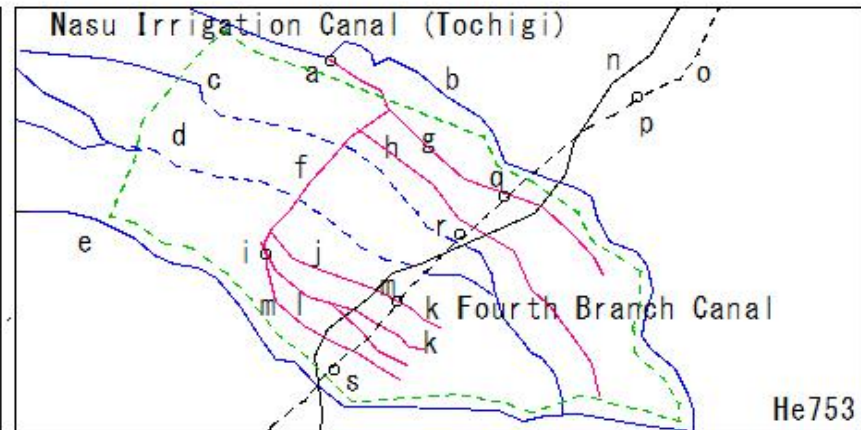 Nasu Irrigation Canal (Tochigi)
n
o
c
a
b
p
d
g
h
f
q
r
e
i
j
m
k Fourth Branch Canal
m l
k
s
He753